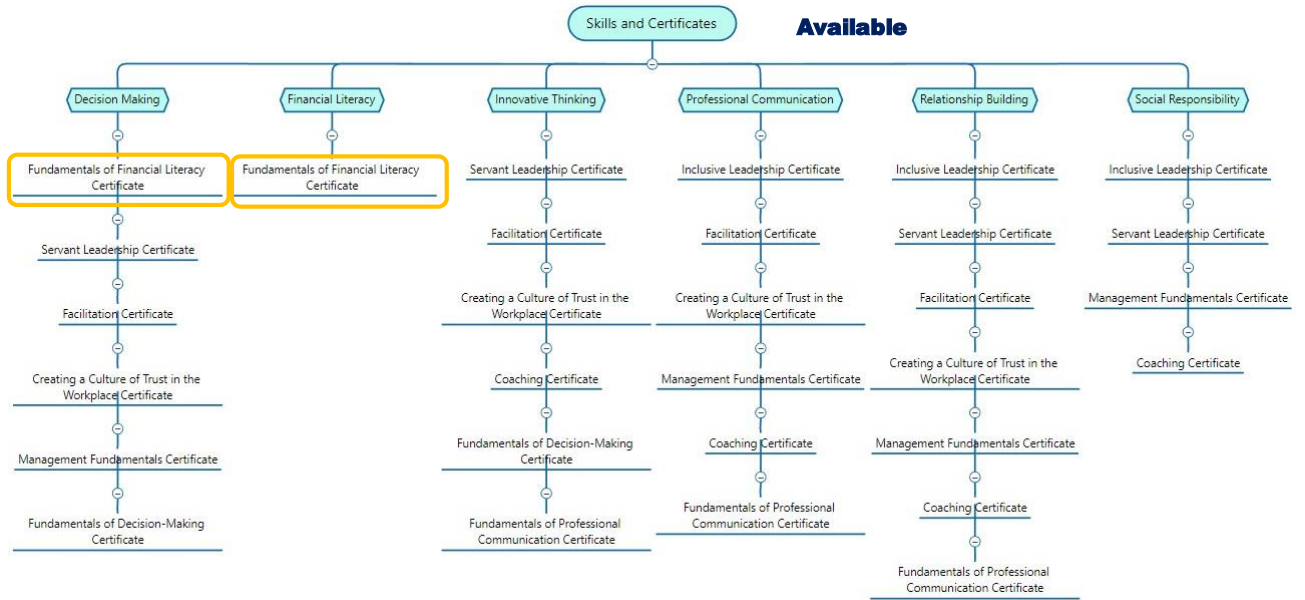 Skills and Certificates
Available
Decision Making
Fundamentals of Financial Literacy
Certificate
Servant Leadership Certificate
Facilitation Certificate
Creating a Culture of Trust in the
Workplace Certificate
Management Fundamentals Certificate
Fundamentals of Decision-Making
Certificate
Financial Literacy
Fundamentals of Financial Literacy
Certificate
Innovative Thinking
Servant Leadership Certificate
Facilitation Certificate
Creating a Culture of Trust in the
Workplace Certificate
Coaching Certificate
Fundamentals of Decision-Making
Certificate
Fundamentals of Professional
Communication Certificate
Professional Communication
Inclusive Leadership Certificate
Facilitation Certificate
Creating a Culture of Trust in the
Workplace Certificate
Management Fundamentals Certificate
Coaching Certificate
Fundamentals of Professional
Communication Certificate
Relationship Building
Inclusive Leadership Certificate
Servant Leadership Certificate
Facilitation Certificate
Creating a Culture of Trust in the
Workplace Certificate
Management Fundamentals Certificate
Coaching Certificate
Fundamentals of Professional
Communication Certificate
Social Responsibility
Inclusive Leadership Certificate
Servant Leadership Certificate
Management Fundamentals Certificate
Coaching Certificate